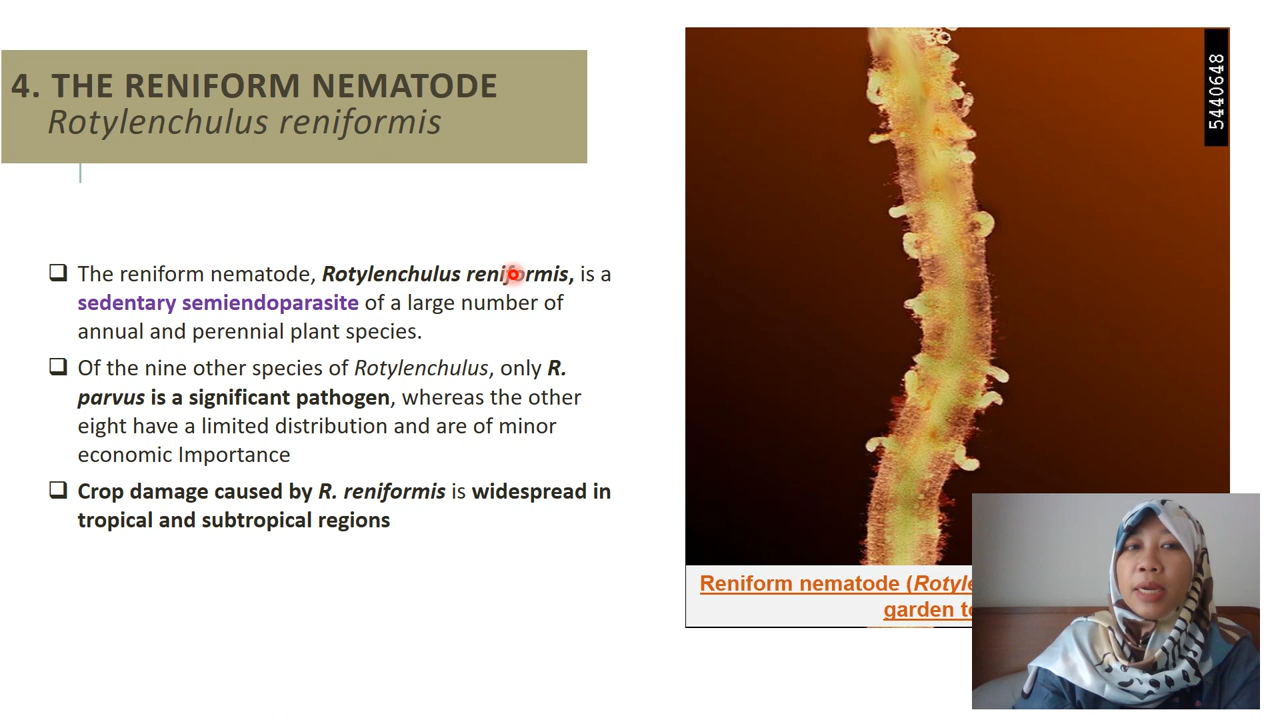 4. THE RENIFORM NEMATODE
Rotylenchulus reniformis
❑ The reniform nematode, Rotylenchulus reniformis, is a
sedentary semiendoparasite of a large number of
annual and perennial plant species.
❑ Of the nine other species of Rotylenchulus, only R.
parvus is a significant pathogen, whereas the other
eight have a limited distribution and are of minor
economic Importance
❑ Crop damage caused by R. reniformis is widespread in
tropical and subtropical regions
5440648
Reniform nematode (
garden